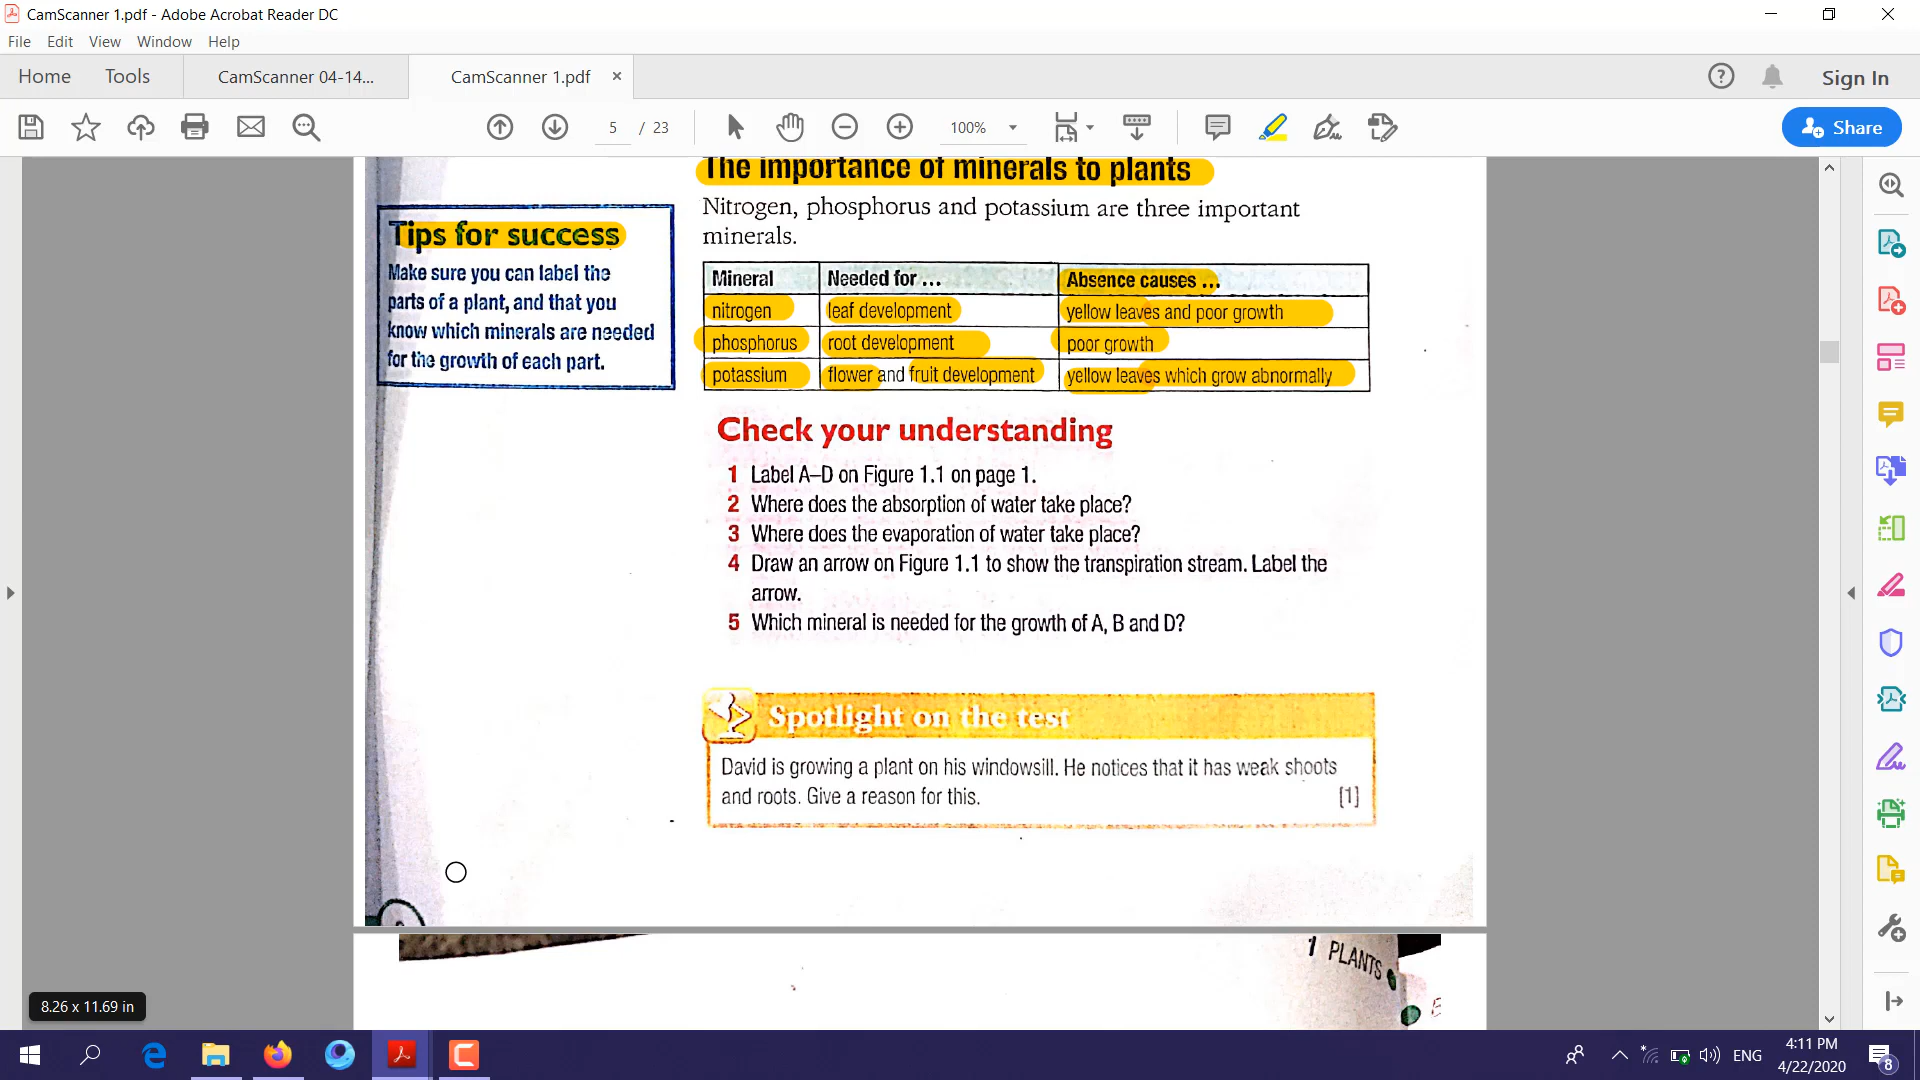 CamScanner 1.pdf - Adobe Acrobat Reader DC
File Edit View Window Help
Home Tools CamScanner 04-14... CamScanner 1.pdf
Sign In
5 / 23 100% Share
The importance of minerals to plants
Nitrogen, phosphorus and potassium are three important
minerals.
Tips for success
Make sure you can label the
parts of a plant, and that you
know which minerals are needed
for the growth of each part.
Mineral Needed for ... Absence causes ...
nitrogen leaf development yellow leaves and poor growth
phosphorus root development poor growth
potassium flower and fruit development yellow leaves which grow abnormally
Check your understanding
1 Label A–D on Figure 1.1 on page 1.
2 Where does the absorption of water take place?
3 Where does the evaporation of water take place?
4 Draw an arrow on Figure 1.1 to show the transpiration stream. Label the
arrow.
5 Which mineral is needed for the growth of A, B and D?
Spotlight on the test
David is growing a plant on his windowsill. He notices that it has weak shoots
and roots. Give a reason for this. [1]
1 PLANTS
8.26 x 11.69 in
ENG
4:11 PM
4/22/2020
8